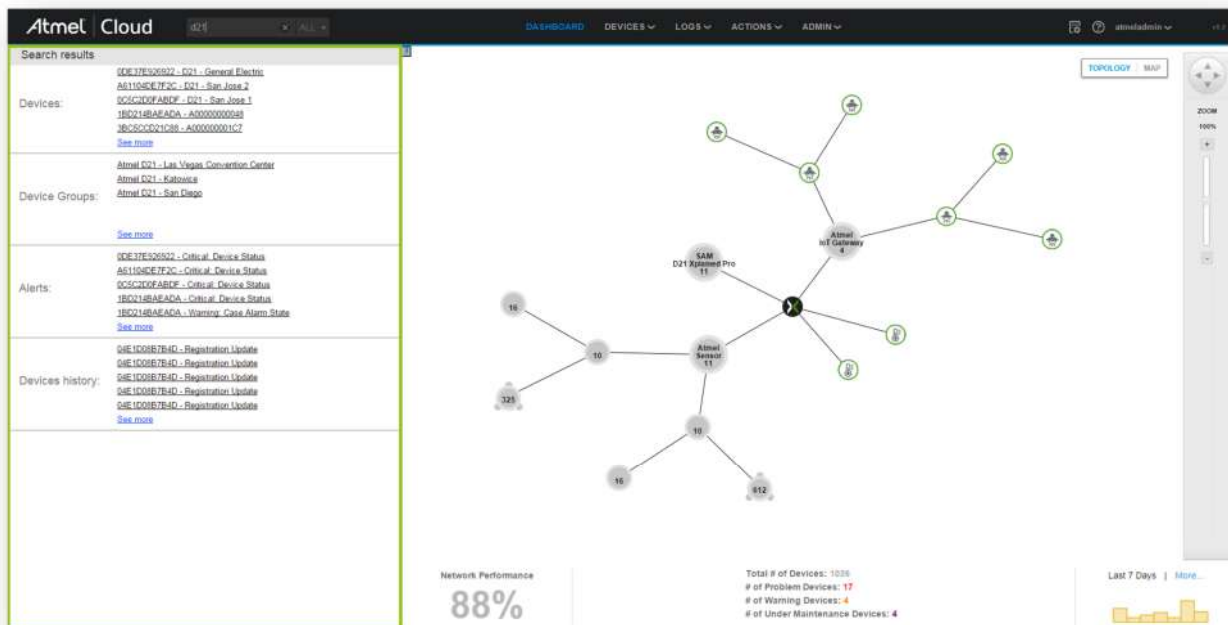 Atmel Cloud
d21
× ALL
DASHBOARD DEVICES LOGS ACTIONS ADMIN
atmeladmin
Search results
Devices:
0DE37E926922 - D21 - General Electric
A61104DE7F2C - D21 - San Jose 2
0C5C2D0FABDF - D21 - San Jose 1
1BD214BAEADA - A00000000048
3BC5CCD21C88 - A000000001C7
See more
Device Groups:
Atmel D21 - Las Vegas Convention Center
Atmel D21 - Katowice
Atmel D21 - San Diego
See more
Alerts:
0DE37E926922 - Critical: Device Status
A61104DE7F2C - Critical: Device Status
0C5C2D0FABDF - Critical: Device Status
1BD214BAEADA - Critical: Device Status
1BD214BAEADA - Warning: Case Alarm State
See more
Devices history:
04E1D08B7B4D - Registration Update
04E1D08B7B4D - Registration Update
04E1D08B7B4D - Registration Update
04E1D08B7B4D - Registration Update
04E1D08B7B4D - Registration Update
See more
TOPOLOGY MAP
ZOOM
100%
+
-
Atmel
IoT Gateway
4
SAM
D21 Xplained Pro
11
16
10
Atmel
Sensor
11
325
10
16
912
Network Performance
88%
Total # of Devices: 1026
# of Problem Devices: 17
# of Warning Devices: 4
# of Under Maintenance Devices: 4
Last 7 Days | More...